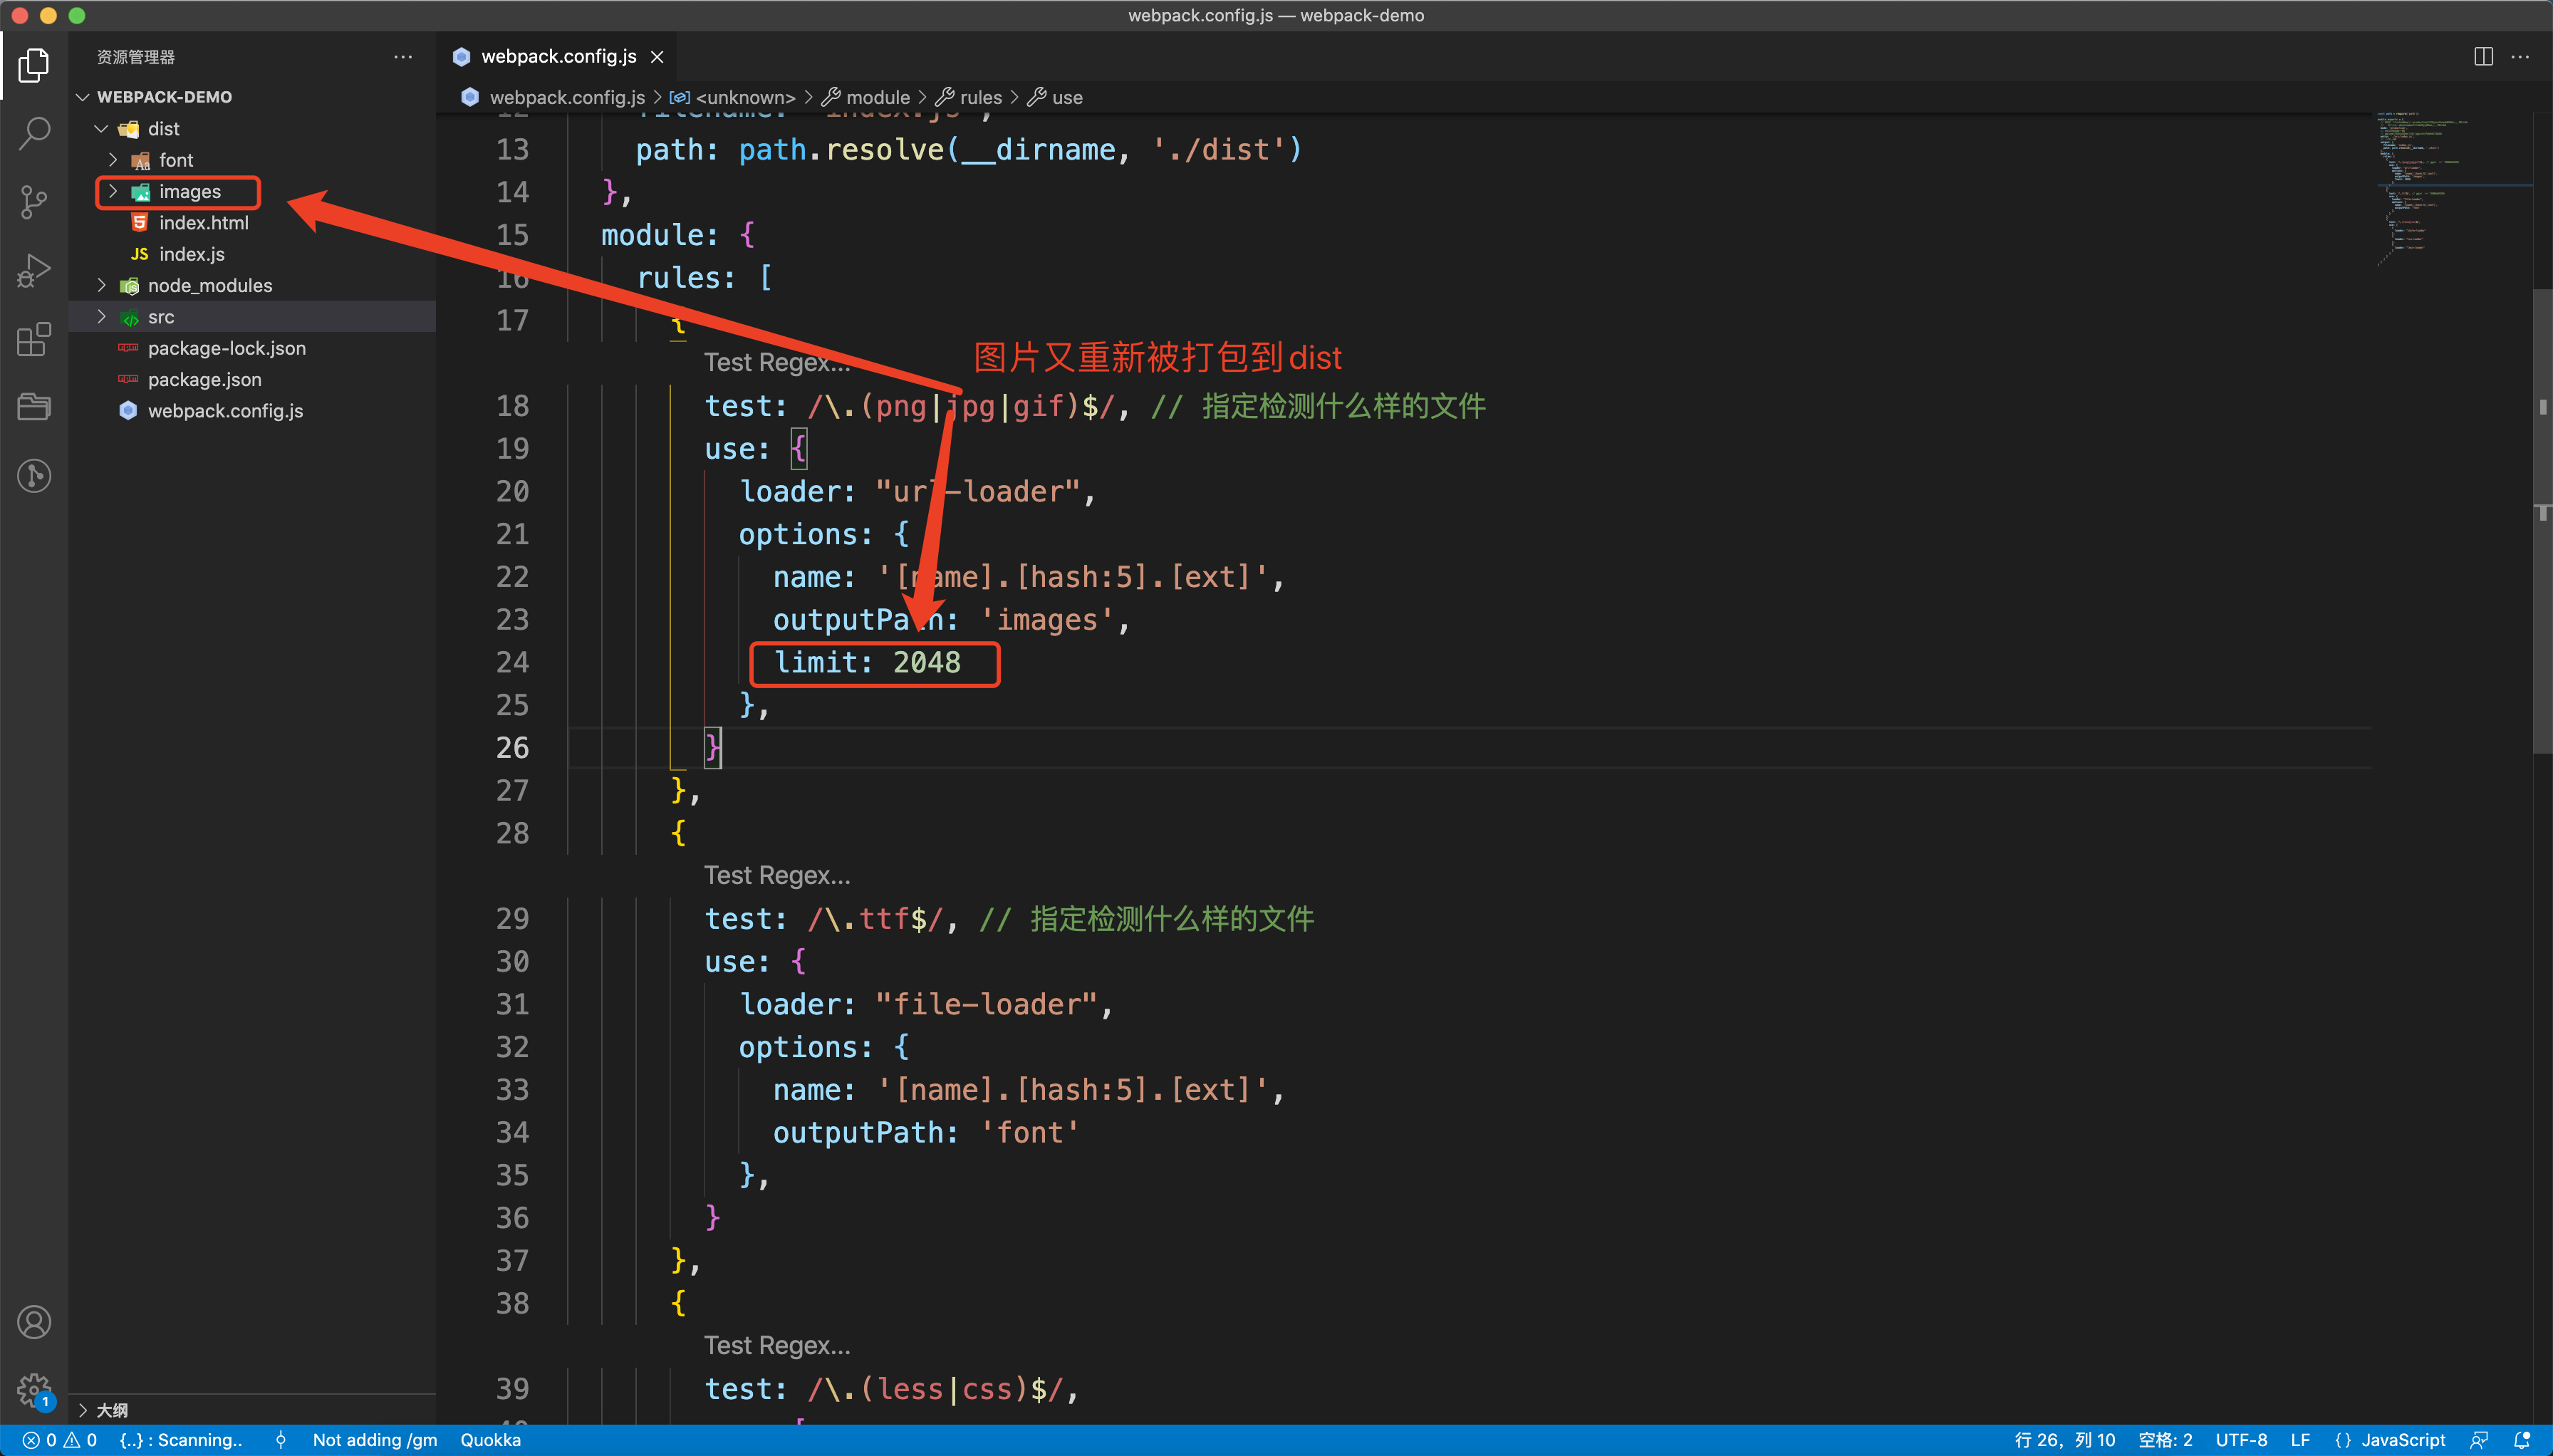 webpack.config.js — webpack-demo
资源管理器
webpack.config.js
WEBPACK-DEMO
webpack.config.js > <unknown> > module > rules > use
dist
font
images
index.html
JS index.js
node_modules
src
package-lock.json
package.json
webpack.config.js
大纲
12 filename: 'index.js',
13 path: path.resolve(__dirname, './dist')
14 },
15 module: {
16 rules: [
17 {
Test Regex...
图片又重新被打包到dist
18 test: /\.(png|jpg|gif)$/, // 指定检测什么样的文件
19 use: {
20 loader: "url-loader",
21 options: {
22 name: '[name].[hash:5].[ext]',
23 outputPath: 'images',
24 limit: 2048
25 },
26 }
27 },
28 {
Test Regex...
29 test: /\.ttf$/, // 指定检测什么样的文件
30 use: {
31 loader: "file-loader",
32 options: {
33 name: '[name].[hash:5].[ext]',
34 outputPath: 'font'
35 },
36 }
37 },
38 {
Test Regex...
39 test: /\.(less|css)$/,
1
0 0 {..} : Scanning.. Not adding /gm Quokka
行 26，列 10 空格: 2 UTF-8 LF {} JavaScript